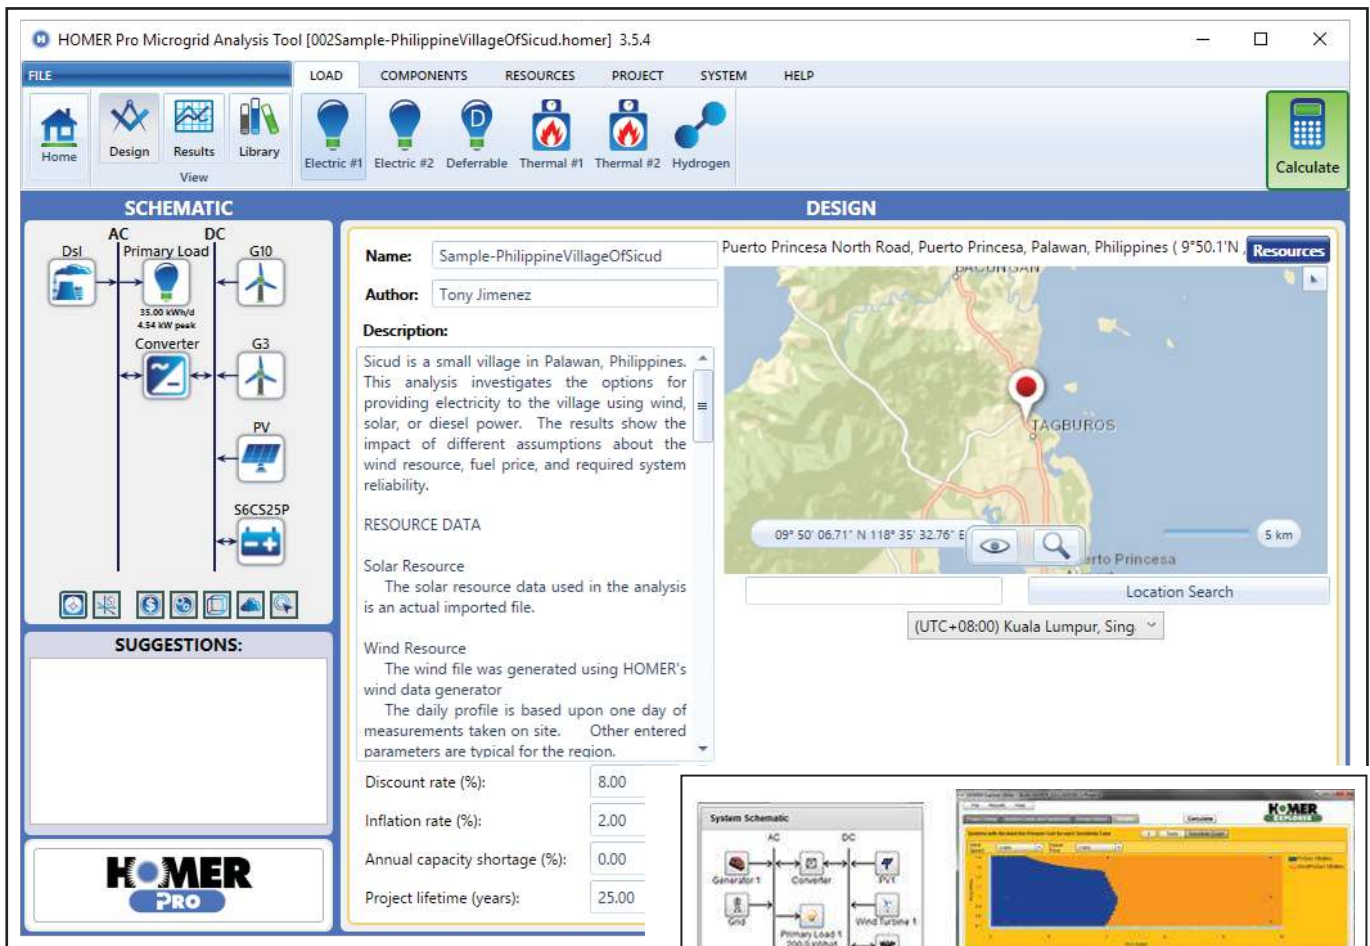 HOMER Pro Microgrid Analysis Tool [002Sample-PhilippineVillageOfSicud.homer] 3.5.4
FILE
LOAD COMPONENTS RESOURCES PROJECT SYSTEM HELP
Home
Design Results Library
View
Electric #1 Electric #2 Deferrable Thermal #1 Thermal #2 Hydrogen
Calculate
SCHEMATIC
AC DC
Dsl Primary Load G10
35.00 kWh/d
4.54 kW peak
Converter G3
PV
S6CS25P
SUGGESTIONS:
HOMER
PRO
DESIGN
Name: Sample-PhilippineVillageOfSicud
Author: Tony Jimenez
Description:
Sicud is a small village in Palawan, Philippines.
This analysis investigates the options for
providing electricity to the village using wind,
solar, or diesel power. The results show the
impact of different assumptions about the
wind resource, fuel price, and required system
reliability.
RESOURCE DATA
Solar Resource
The solar resource data used in the analysis
is an actual imported file.
Wind Resource
The wind file was generated using HOMER's
wind data generator
The daily profile is based upon one day of
measurements taken on site. Other entered
parameters are typical for the region.
Discount rate (%): 8.00
Inflation rate (%): 2.00
Annual capacity shortage (%): 0.00
Project lifetime (years): 25.00
Puerto Princesa North Road, Puerto Princesa, Palawan, Philippines ( 9°50.1'N ,
Resources
BACUNGAN
TAGBUROS
09° 50' 06.71" N 118° 35' 32.76" E
5 km
erto Princesa
Location Search
(UTC+08:00) Kuala Lumpur, Sing
System Schematic
AC DC
Generator 1 Converter PV1
Grid Wind Turbine 1
Primary Load 1
HOMER
Calculate